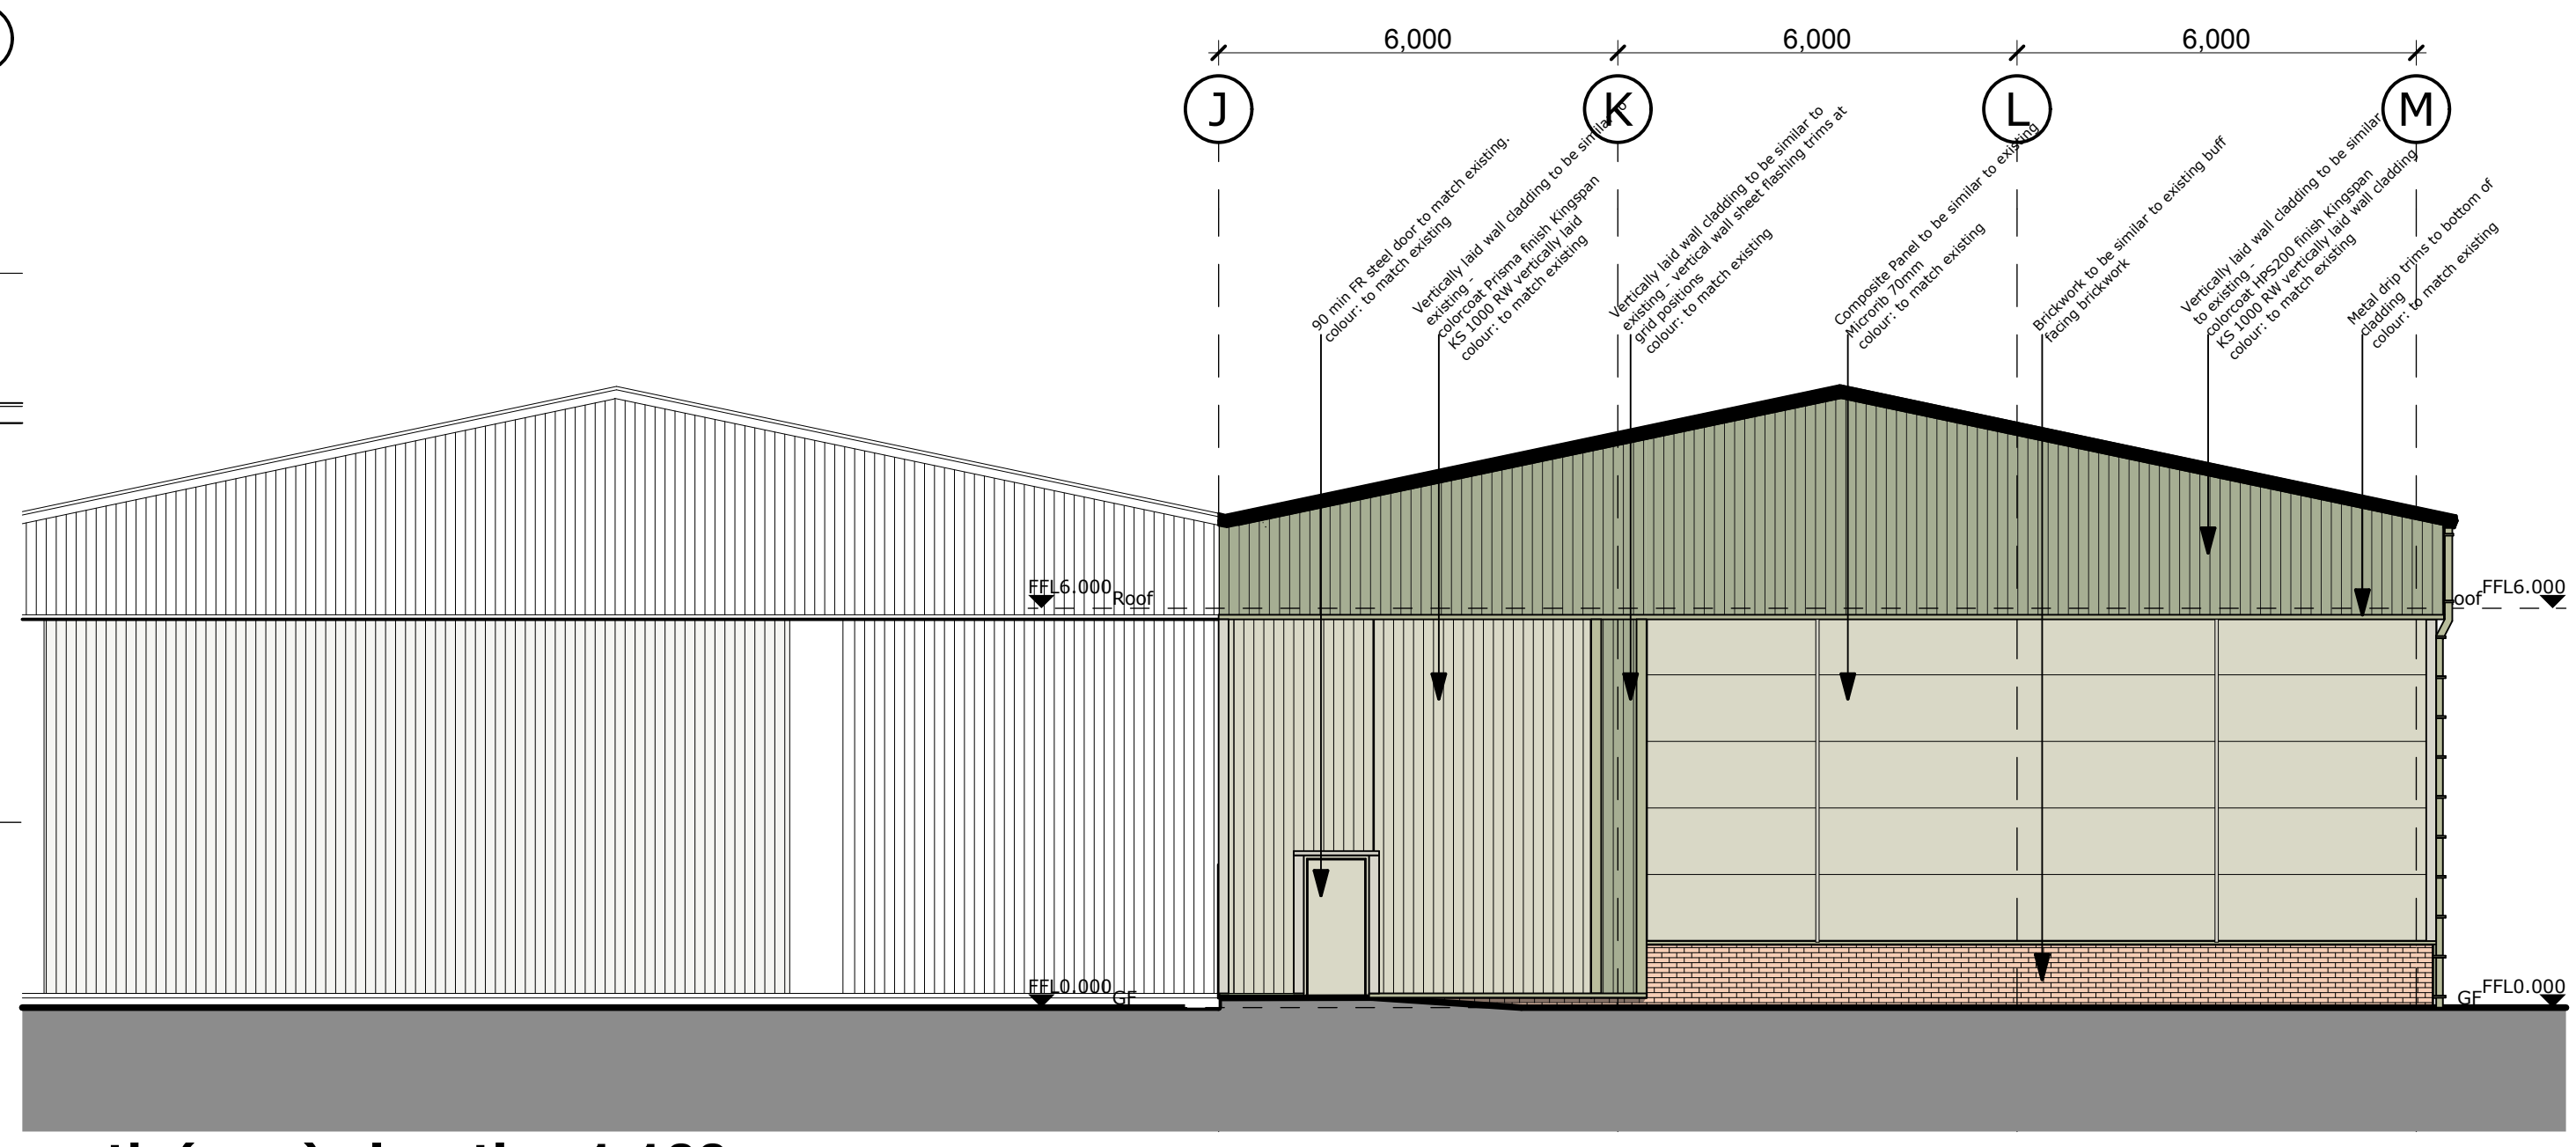 6,000
6,000
6,000
J
K
L
M
90 min FR steel door to match existing.
colour: to match existing
Vertically laid wall cladding to be similar to
existing -
colorcoat Prisma finish Kingspan
KS 1000 RW vertically laid
colour: to match existing
Vertically laid wall cladding to be similar to
existing - vertical wall sheet flashing trims at
grid positions
colour: to match existing
Composite Panel to be similar to existing
Microrib 70mm
colour: to match existing
Brickwork to be similar to existing buff
facing brickwork
Vertically laid wall cladding to be similar
to existing -
colorcoat HPS200 finish Kingspan
KS 1000 RW vertically laid wall cladding
colour: to match existing
Metal drip trims to bottom of
cladding
colour: to match existing
FFL6.000
Roof
oof
FFL6.000
FFL0.000
GF
GF
FFL0.000